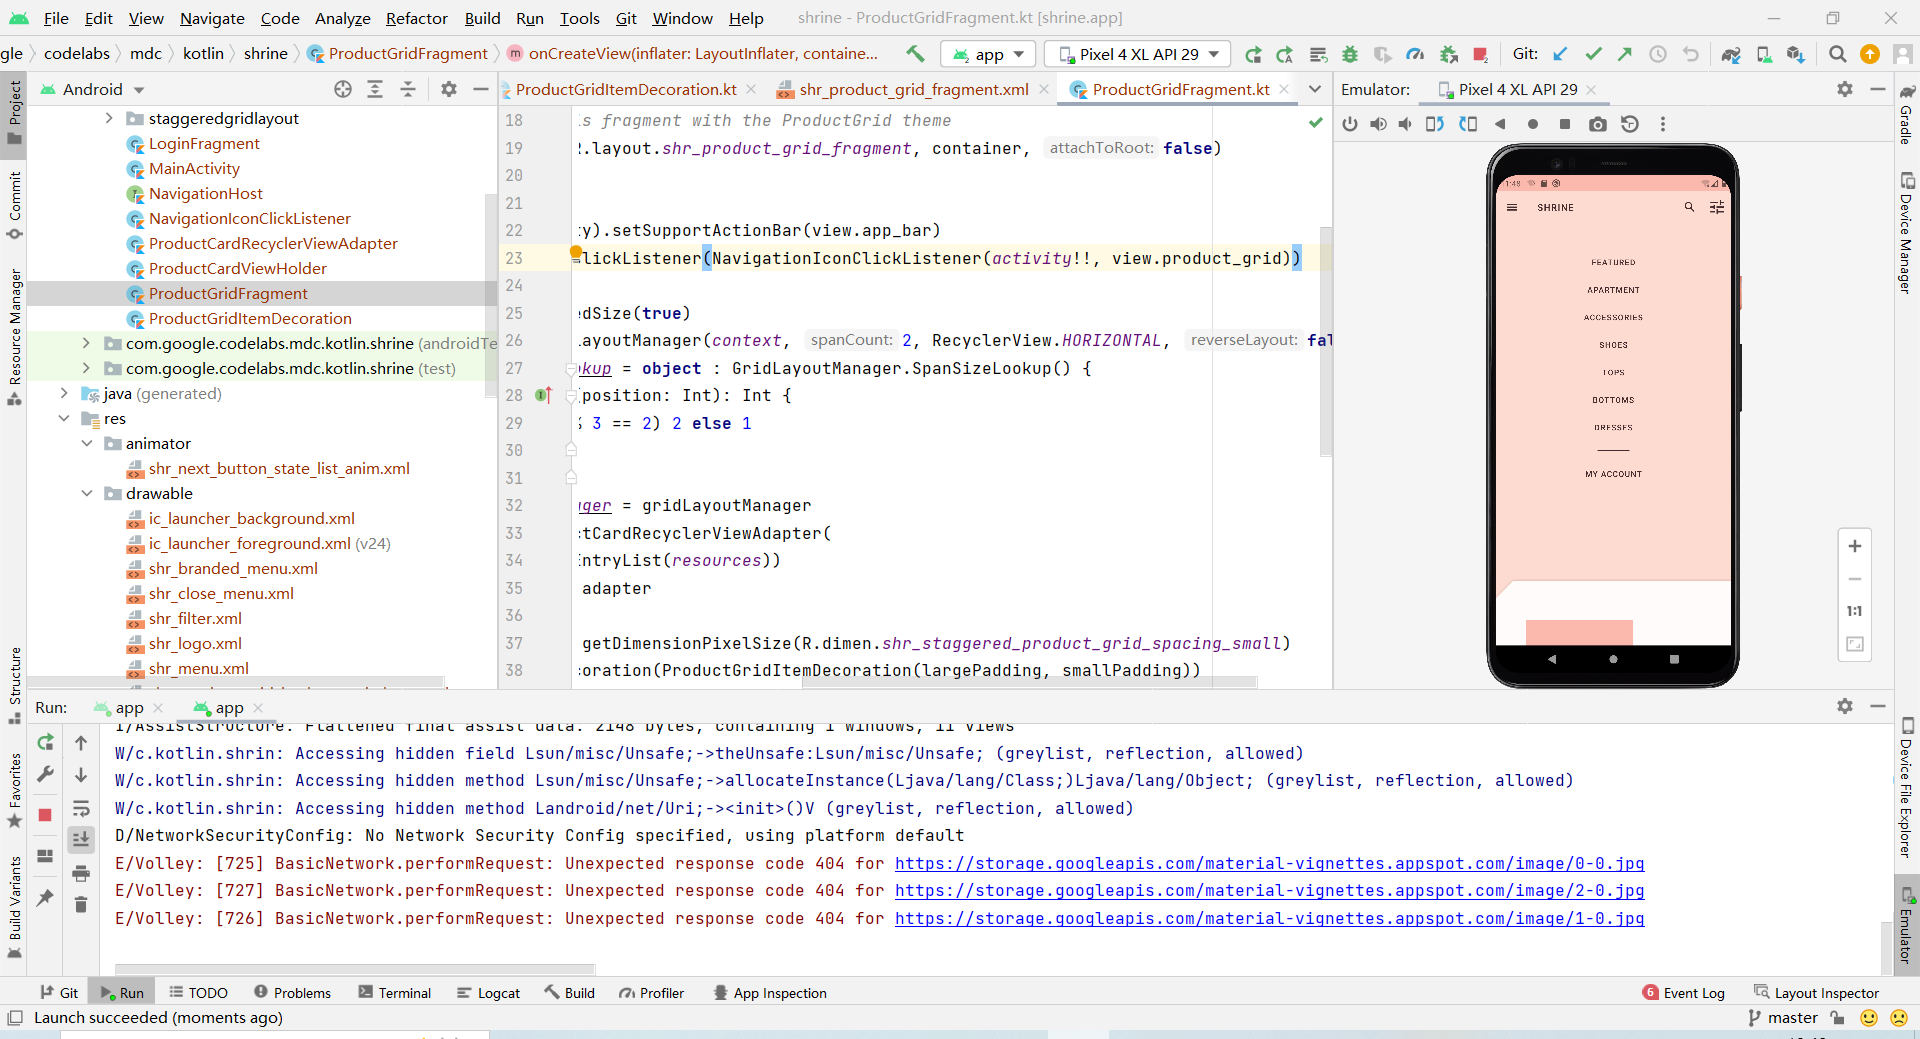 File Edit View Navigate Code Analyze Refactor Build Run Tools Git Window Help shrine - ProductGridFragment.kt [shrine.app]
gle codelabs mdc kotlin shrine ProductGridFragment onCreateView(inflater: LayoutInflater, containe... app Pixel 4 XL API 29 Git:
Project
Commit
Resource Manager
Structure
Favorites
Build Variants
Android
staggeredgridlayout
LoginFragment
MainActivity
NavigationHost
NavigationIconClickListener
ProductCardRecyclerViewAdapter
ProductCardViewHolder
ProductGridFragment
ProductGridItemDecoration
com.google.codelabs.mdc.kotlin.shrine (androidTe
com.google.codelabs.mdc.kotlin.shrine (test)
java (generated)
res
animator
shr_next_button_state_list_anim.xml
drawable
ic_launcher_background.xml
ic_launcher_foreground.xml (v24)
shr_branded_menu.xml
shr_close_menu.xml
shr_filter.xml
shr_logo.xml
shr_menu.xml
ProductGridItemDecoration.kt shr_product_grid_fragment.xml ProductGridFragment.kt
18 s fragment with the ProductGrid theme
19 .layout.shr_product_grid_fragment, container, attachToRoot: false)
20
21
22 y).setSupportActionBar(view.app_bar)
23 lickListener(NavigationIconClickListener(activity!!, view.product_grid))
24
25 dSize(true)
26 ayoutManager(context, spanCount: 2, RecyclerView.HORIZONTAL, reverseLayout: fal
27 okup = object : GridLayoutManager.SpanSizeLookup() {
28 position: Int): Int {
29 % 3 == 2) 2 else 1
30
31
32 ager = gridLayoutManager
33 ctCardRecyclerViewAdapter(
34 EntryList(resources))
35 adapter
36
37 getDimensionPixelSize(R.dimen.shr_staggered_product_grid_spacing_small)
38 coration(ProductGridItemDecoration(largePadding, smallPadding))
Emulator: Pixel 4 XL API 29
1:48
SHRINE
FEATURED
APARTMENT
ACCESSORIES
SHOES
TOPS
BOTTOMS
DRESSES
MY ACCOUNT
1:1
Gradle
Device Manager
Device File Explorer
Emulator
Run: app app
I/AssistStructure: Flattened final assist data: 2148 bytes, containing 1 windows, 11 views
W/c.kotlin.shrin: Accessing hidden field Lsun/misc/Unsafe;->theUnsafe:Lsun/misc/Unsafe; (greylist, reflection, allowed)
W/c.kotlin.shrin: Accessing hidden method Lsun/misc/Unsafe;->allocateInstance(Ljava/lang/Class;)Ljava/lang/Object; (greylist, reflection, allowed)
W/c.kotlin.shrin: Accessing hidden method Landroid/net/Uri;-><init>()V (greylist, reflection, allowed)
D/NetworkSecurityConfig: No Network Security Config specified, using platform default
E/Volley: [725] BasicNetwork.performRequest: Unexpected response code 404 for https://storage.googleapis.com/material-vignettes.appspot.com/image/0-0.jpg
E/Volley: [727] BasicNetwork.performRequest: Unexpected response code 404 for https://storage.googleapis.com/material-vignettes.appspot.com/image/2-0.jpg
E/Volley: [726] BasicNetwork.performRequest: Unexpected response code 404 for https://storage.googleapis.com/material-vignettes.appspot.com/image/1-0.jpg
Git Run TODO Problems Terminal Logcat Build Profiler App Inspection 6 Event Log Layout Inspector
Launch succeeded (moments ago) master